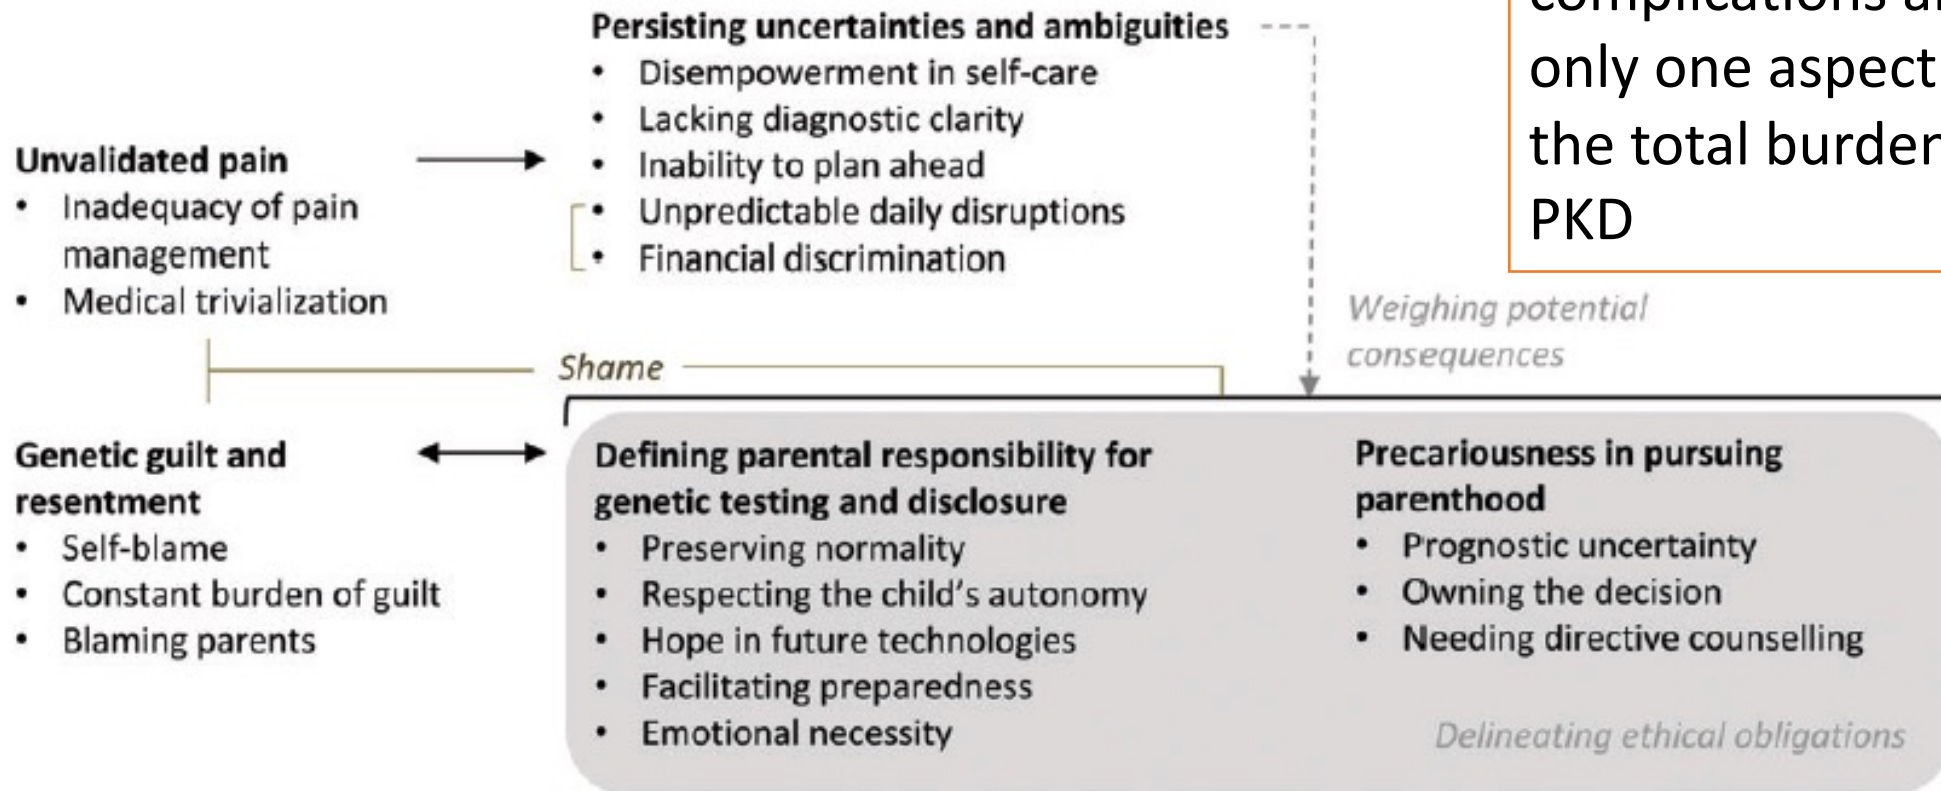 Persisting uncertainties and ambiguities
• Disempowerment in self-care
• Lacking diagnostic clarity
• Inability to plan ahead
• Unpredictable daily disruptions
• Financial discrimination
Unvalidated pain
• Inadequacy of pain
management
• Medical trivialization
only one aspect
the total burden
PKD
Weighing potential
consequences
Shame
Genetic guilt and
resentment
• Self-blame
• Constant burden of guilt
• Blaming parents
Defining parental responsibility for
genetic testing and disclosure
• Preserving normality
• Respecting the child's autonomy
• Hope in future technologies
• Facilitating preparedness
• Emotional necessity
Precariousness in pursuing
parenthood
• Prognostic uncertainty
• Owning the decision
• Needing directive counselling
Delineating ethical obligations